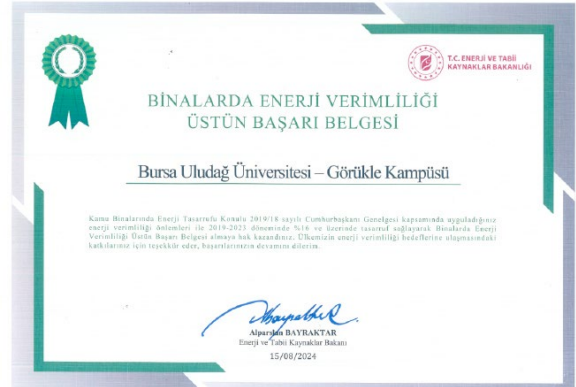 T.C. ENERJİ VE TABİİ
KAYNAKLAR BAKANLIĞI
BİNALARDA ENERJİ VERİMLİLİĞİ
ÜSTÜN BAŞARI BELGESİ
Bursa Uludağ Üniversitesi – Görükle Kampüsü
Kamu Binalarında Enerji Tasarrufu Konulu 2019/18 sayılı Cumhurbaşkanı Genelgesi kapsamında uyguladığınız
enerji verimliliği önlemleri ile 2019-2023 döneminde %16 ve üzerinde tasarruf sağlayarak Binalarda Enerji
Verimliliği Üstün Başarı Belgesi almaya hak kazandınız. Ülkemizin enerji verimliliği hedeflerine ulaşmasındaki
katkılarınız için teşekkür eder, başarılarınızın devamını dilerim.
Alparslan BAYRAKTAR
Enerji ve Tabii Kaynaklar Bakanı
15/08/2024